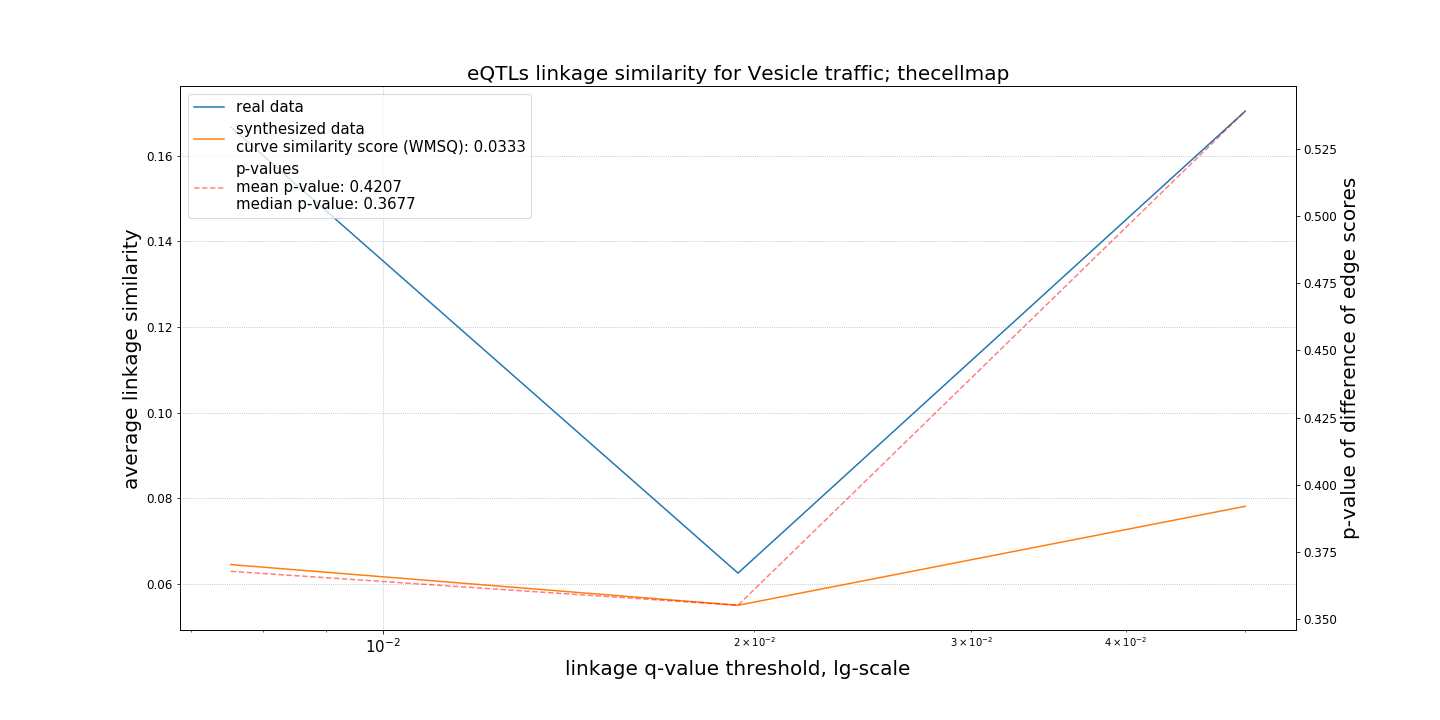 eQTLs linkage similarity for Vesicle traffic; thecellmap
real data
synthesized data
curve similarity score (WMSQ): 0.0333
p-values
mean p-value: 0.4207
median p-value: 0.3677
average linkage similarity
0.16
0.14
0.12
0.10
0.08
0.06
0.525
0.500
0.475
0.450
0.425
0.400
0.375
0.350
p-value of difference of edge scores
10⁻² 2 × 10⁻² 3 × 10⁻² 4 × 10⁻²
linkage q-value threshold, lg-scale